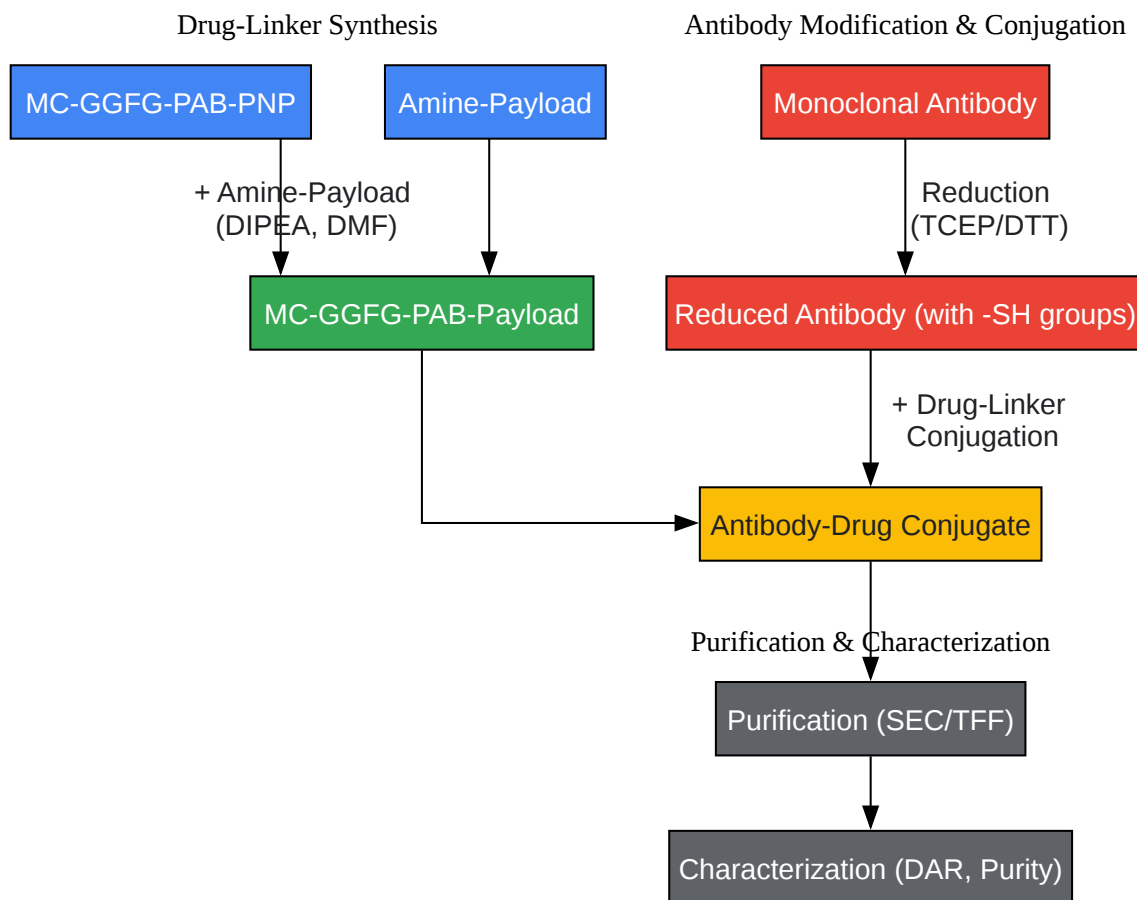 Drug-Linker Synthesis
Antibody Modification & Conjugation
MC-GGFG-PAB-PNP
Amine-Payload
Monoclonal Antibody
+ Amine-Payload
(DIPEA, DMF)
Reduction
(TCEP/DTT)
MC-GGFG-PAB-Payload
Reduced Antibody (with -SH groups)
+ Drug-Linker
Conjugation
Antibody-Drug Conjugate
Purification & Characterization
Purification (SEC/TFF)
Characterization (DAR, Purity)